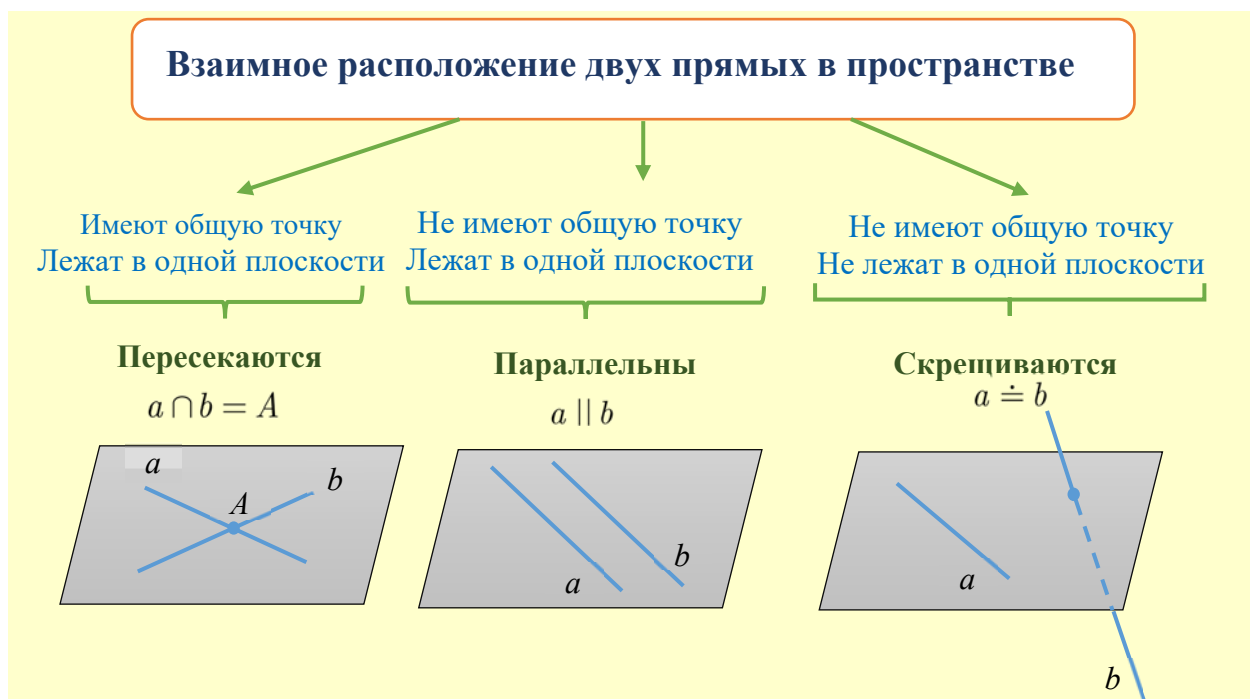 Взаимное расположение двух прямых в пространстве
Имеют общую точку
Лежат в одной плоскости
Не имеют общую точку
Лежат в одной плоскости
Не имеют общую точку
Не лежат в одной плоскости
Пересекаются
Параллельны
Скрещиваются
a ∩ b = A
a || b
a ≐ b
a
A
b
a
b
a
b